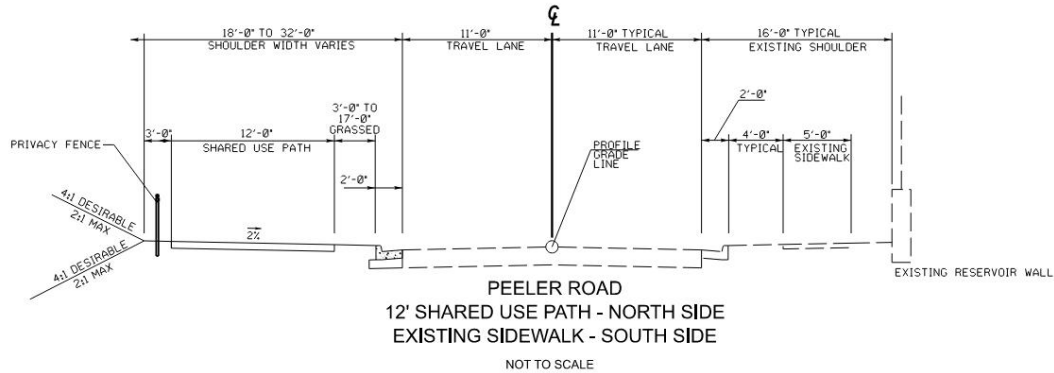 ℄
18'-0" TO 32'-0"
SHOULDER WIDTH VARIES
11'-0"
TRAVEL LANE
11'-0" TYPICAL
TRAVEL LANE
16'-0" TYPICAL
EXISTING SHOULDER
3'-0" TO
17'-0"
GRASSED
2'-0"
3'-0"
12'-0"
SHARED USE PATH
4'-0"
TYPICAL
5'-0"
EXISTING
SIDEWALK
PRIVACY FENCE
PROFILE
GRADE
LINE
2'-0"
4:1 DESIRABLE
2:1 MAX
2%
4:1 DESIRABLE
2:1 MAX
EXISTING RESERVOIR WALL
PEELER ROAD
12' SHARED USE PATH - NORTH SIDE
EXISTING SIDEWALK - SOUTH SIDE
NOT TO SCALE